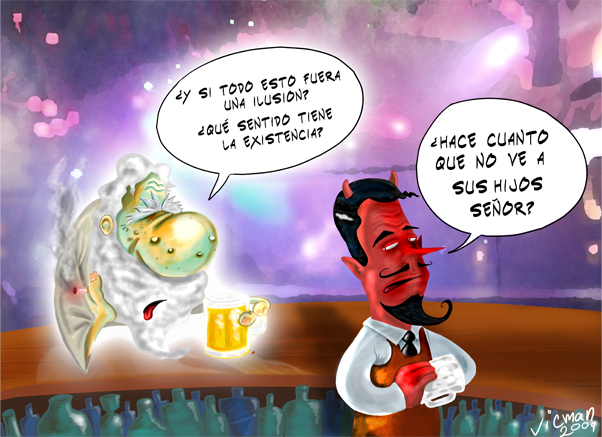 ¿Y SI TODO ESTO FUERA
UNA ILUSION?
¿QUÉ SENTIDO TIENE
LA EXISTENCIA?
¿HACE CUANTO
QUE NO VE A
SUS HIJOS
SEÑOR?
Vicman
2009